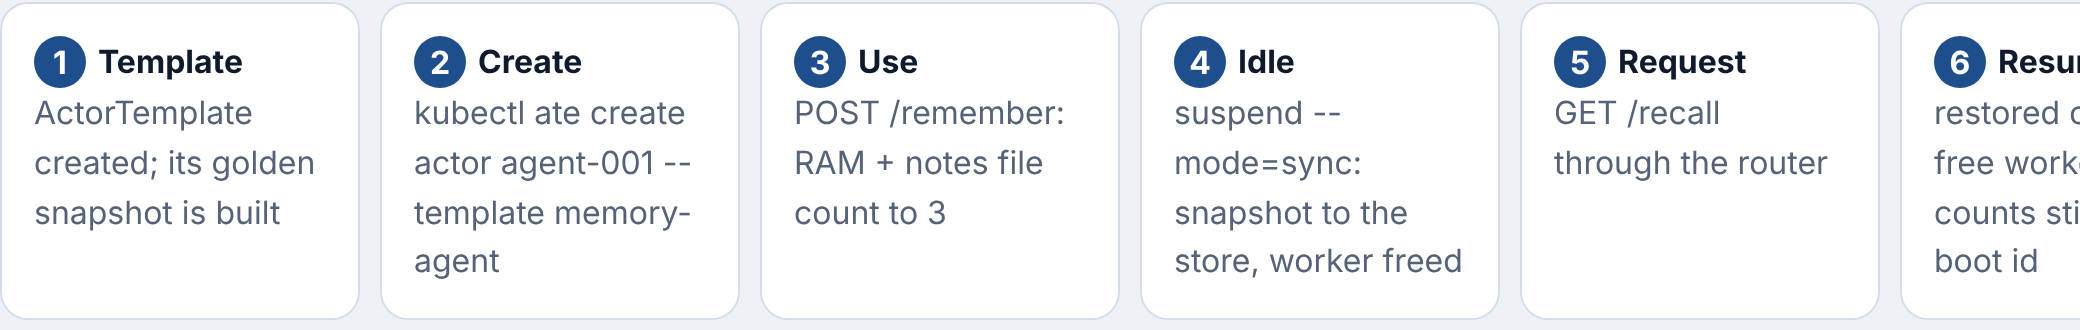 1 Template
ActorTemplate
created; its golden
snapshot is built
2 Create
kubectl ate create
actor agent-001 --
template memory-
agent
3 Use
POST /remember:
RAM + notes file
count to 3
4 Idle
suspend --
mode=sync:
snapshot to the
store, worker freed
5 Request
GET /recall
through the router
6
restored
free
counts
boot id